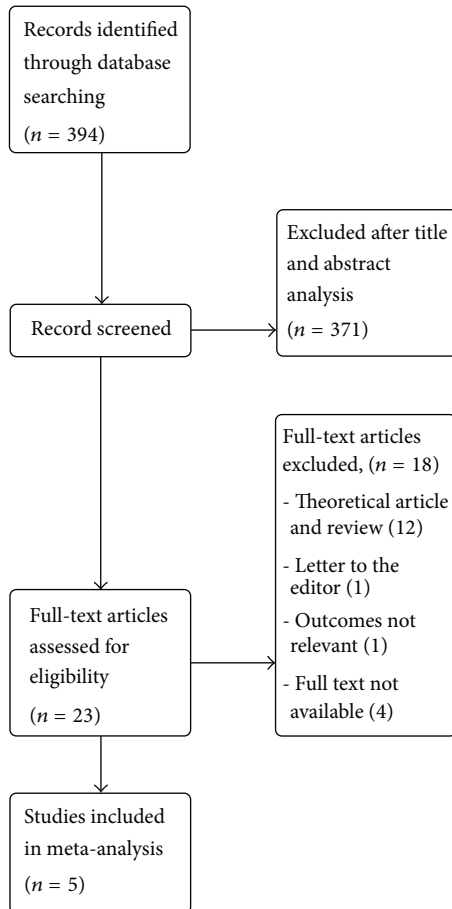 Records identified
through database
searching
(n = 394)
Excluded after title
and abstract
analysis
(n = 371)
Record screened
Full-text articles
excluded, (n = 18)
- Theoretical article
and review (12)
- Letter to the
editor (1)
- Outcomes not
relevant (1)
- Full text not
available (4)
Full-text articles
assessed for
eligibility
(n = 23)
Studies included
in meta-analysis
(n = 5)